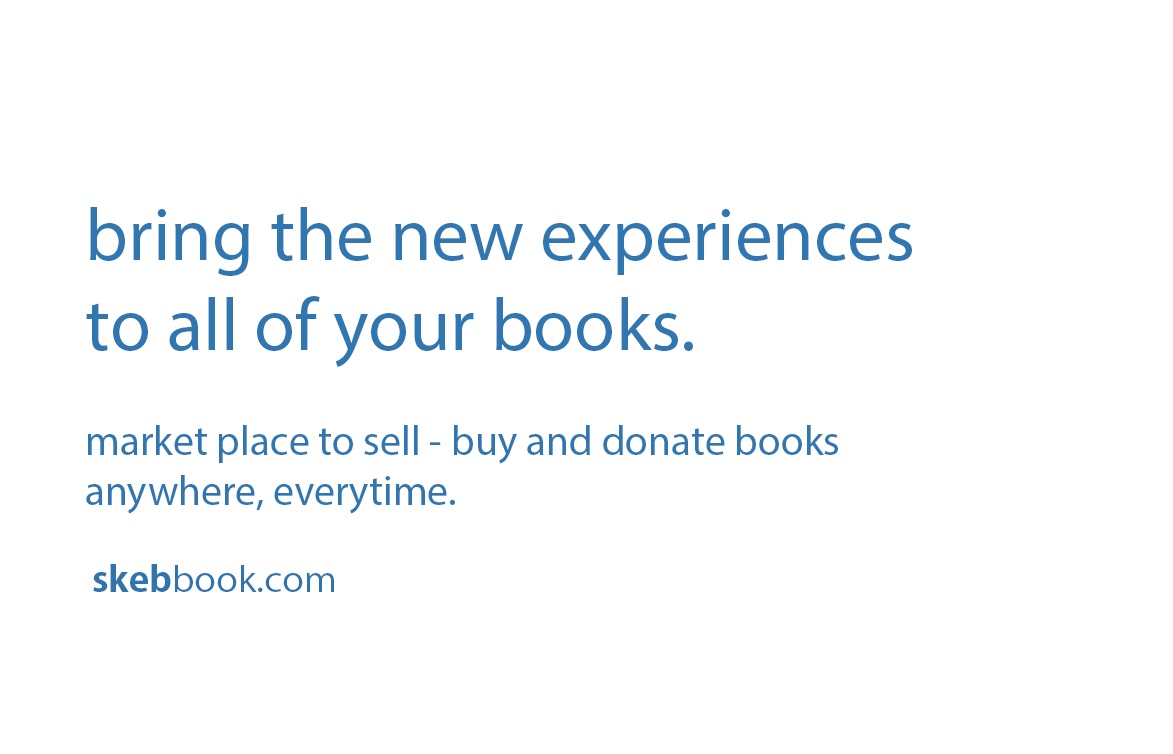 bring the new experiences
to all of your books.
market place to sell - buy and donate books
anywhere, everytime.
skebbook.com